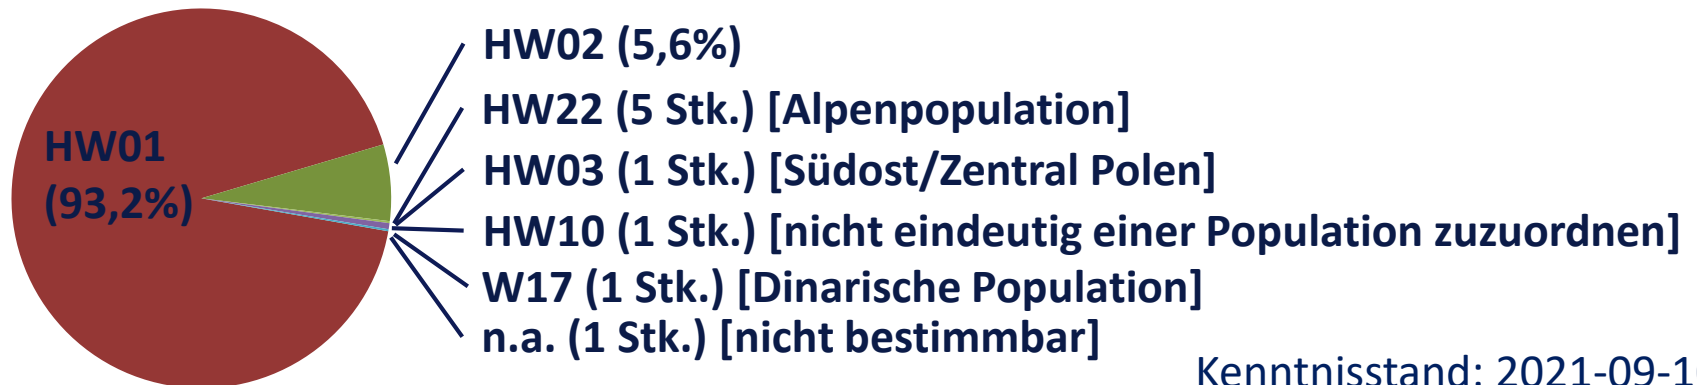 HW01
(93,2%)
HW02 (5,6%)
HW22 (5 Stk.) [Alpenpopulation]
HW03 (1 Stk.) [Südost/Zentral Polen]
HW10 (1 Stk.) [nicht eindeutig einer Population zuzuordnen]
W17 (1 Stk.) [Dinarische Population]
n.a. (1 Stk.) [nicht bestimmbar]
Kenntnisstand: